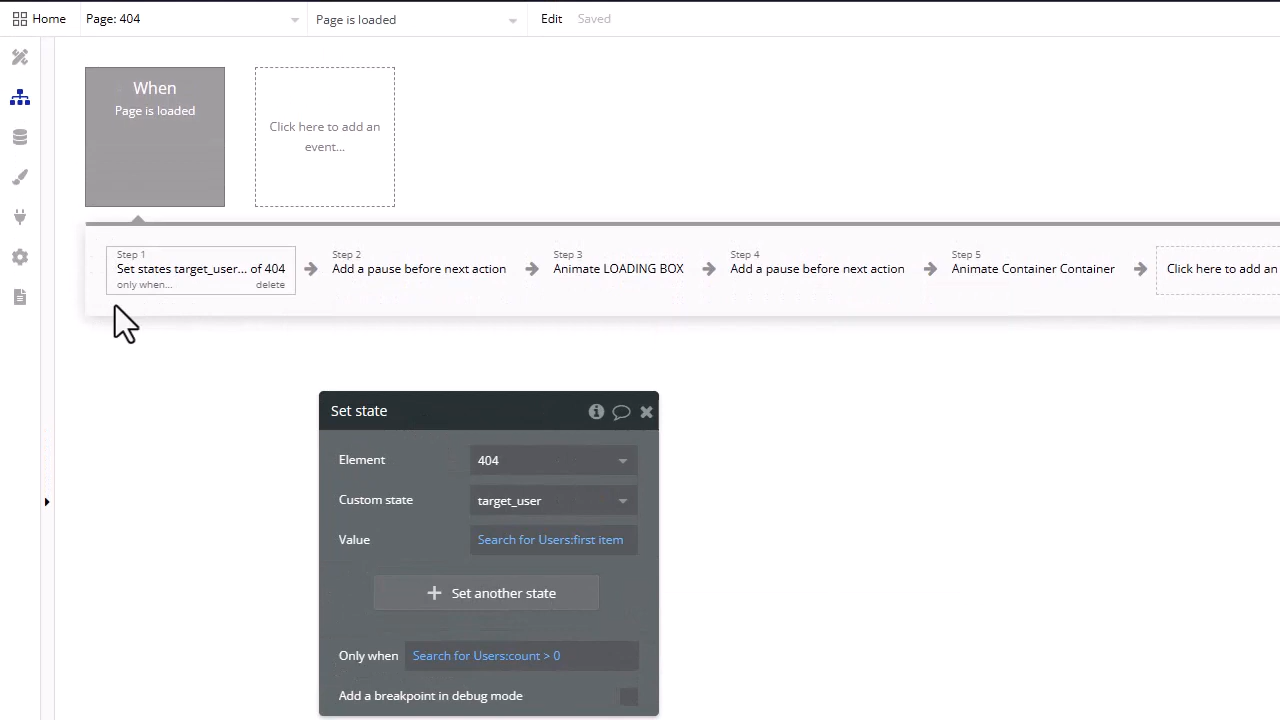 Home
Page: 404
Page is loaded
Edit
Saved
When
Page is loaded
Click here to add an
event...
Step 1
Set states target_user... of 404
only when...
delete
Step 2
Add a pause before next action
Step 3
Animate LOADING BOX
Step 4
Add a pause before next action
Step 5
Animate Container Container
Click here to add an
Set state
Element
404
Custom state
target_user
Value
Search for Users:first item
Set another state
Only when
Search for Users:count > 0
Add a breakpoint in debug mode